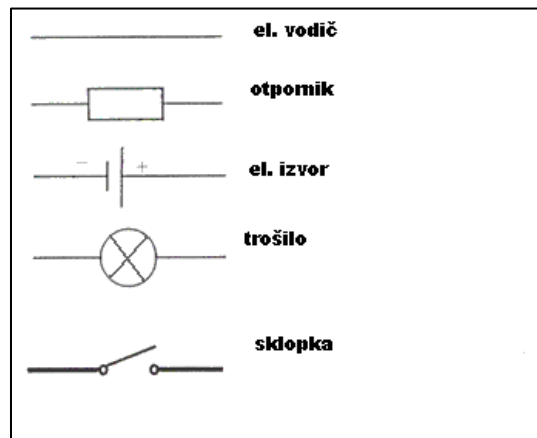 el. vodič
otpornik
− +
el. izvor
trošilo
sklopka